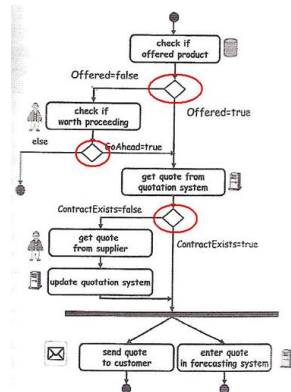 check if
offered product
Offered=false
Offered=true
check if
worth proceeding
else
GoAhead=true
get quote from
quotation system
ContractExists=false
ContractExists=true
get quote
from supplier
update quotation system
send quote
to customer
enter quote
in forecasting system